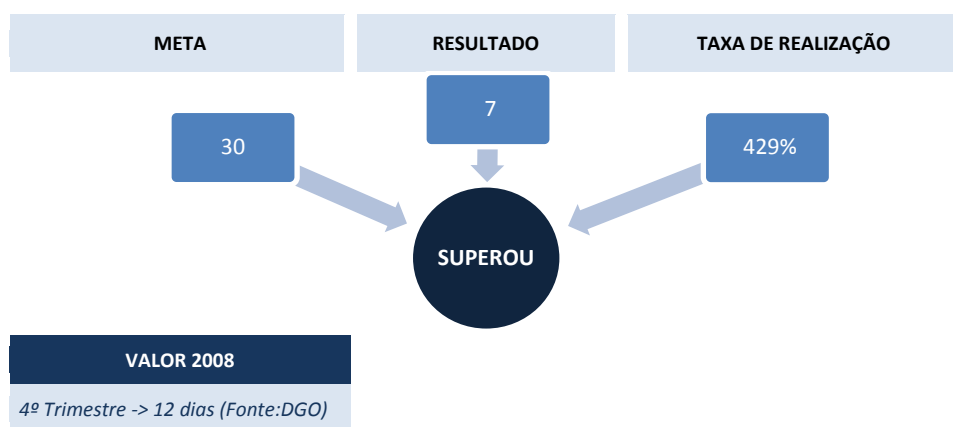 META
RESULTADO
TAXA DE REALIZAÇÃO
30
7
429%
SUPEROU
VALOR 2008
4º Trimestre -> 12 dias (Fonte:DGO)